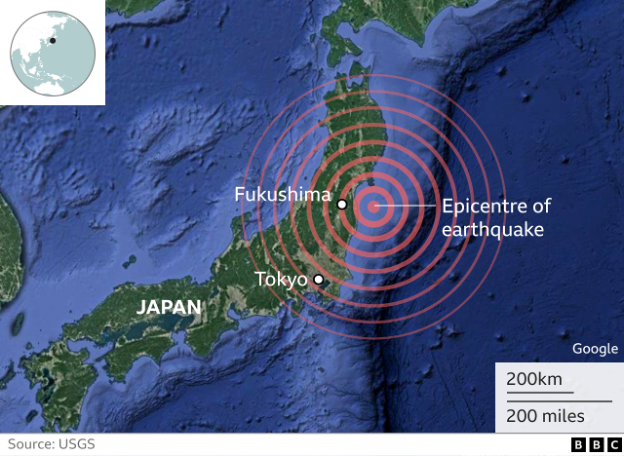 Fukushima
Epicentre of
earthquake
Tokyo
JAPAN
Google
200km
200 miles
Source: USGS
BBC